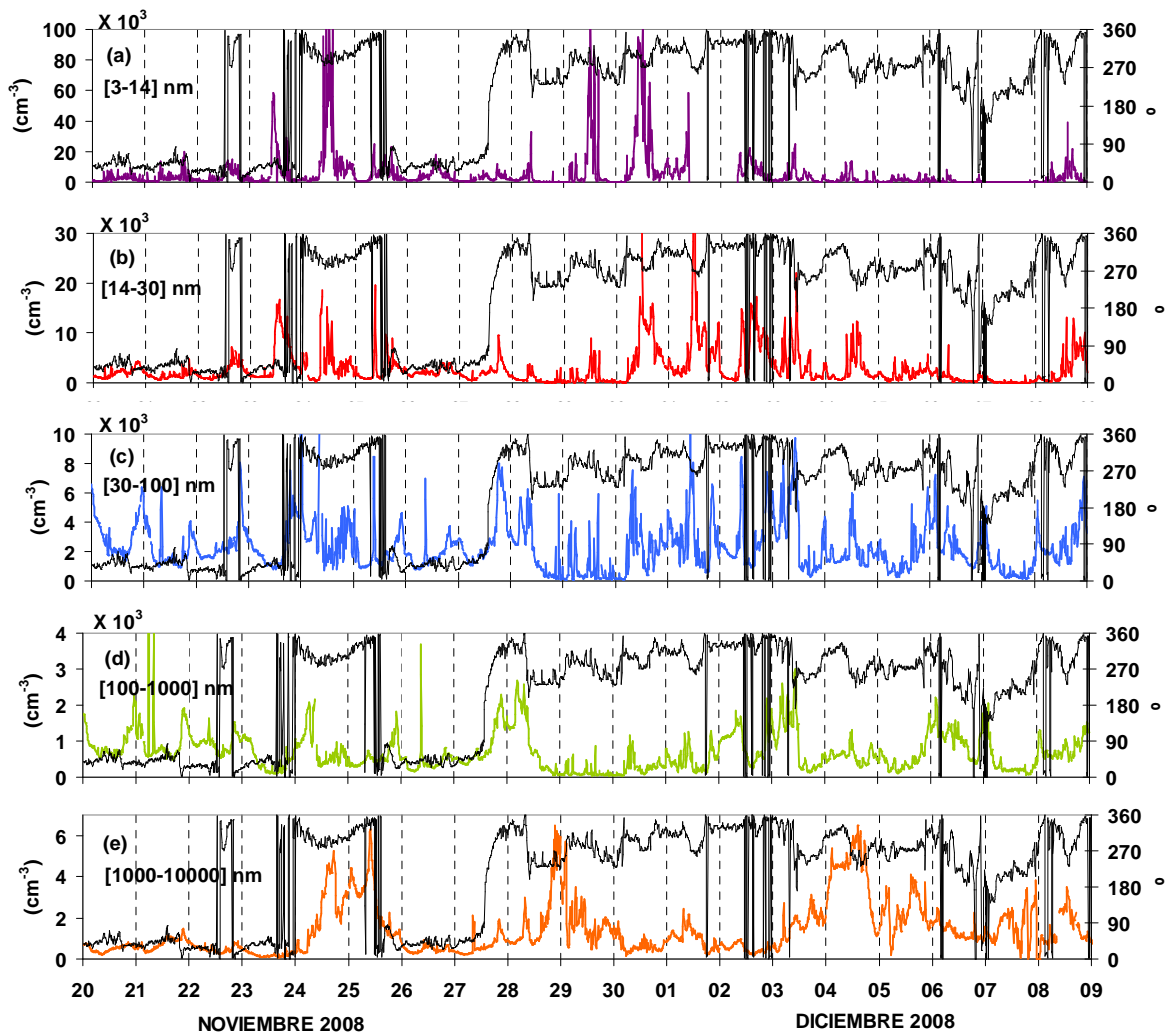 X 10³
100
80
60
40
20
0
(cm⁻³)
(a)
[3-14] nm
360
270
180
90
0
o
X 10³
30
20
10
0
(cm⁻³)
(b)
[14-30] nm
360
270
180
90
0
o
X 10³
10
8
6
4
2
0
(cm⁻³)
(c)
[30-100] nm
360
270
180
90
0
o
X 10³
4
3
2
1
0
(cm⁻³)
(d)
[100-1000] nm
360
270
180
90
0
o
6
4
2
0
(cm⁻³)
(e)
[1000-10000] nm
360
270
180
90
0
o
20 21 22 23 24 25 26 27 28 29 30 01 02 03 04 05 06 07 08 09
NOVIEMBRE 2008 DICIEMBRE 2008